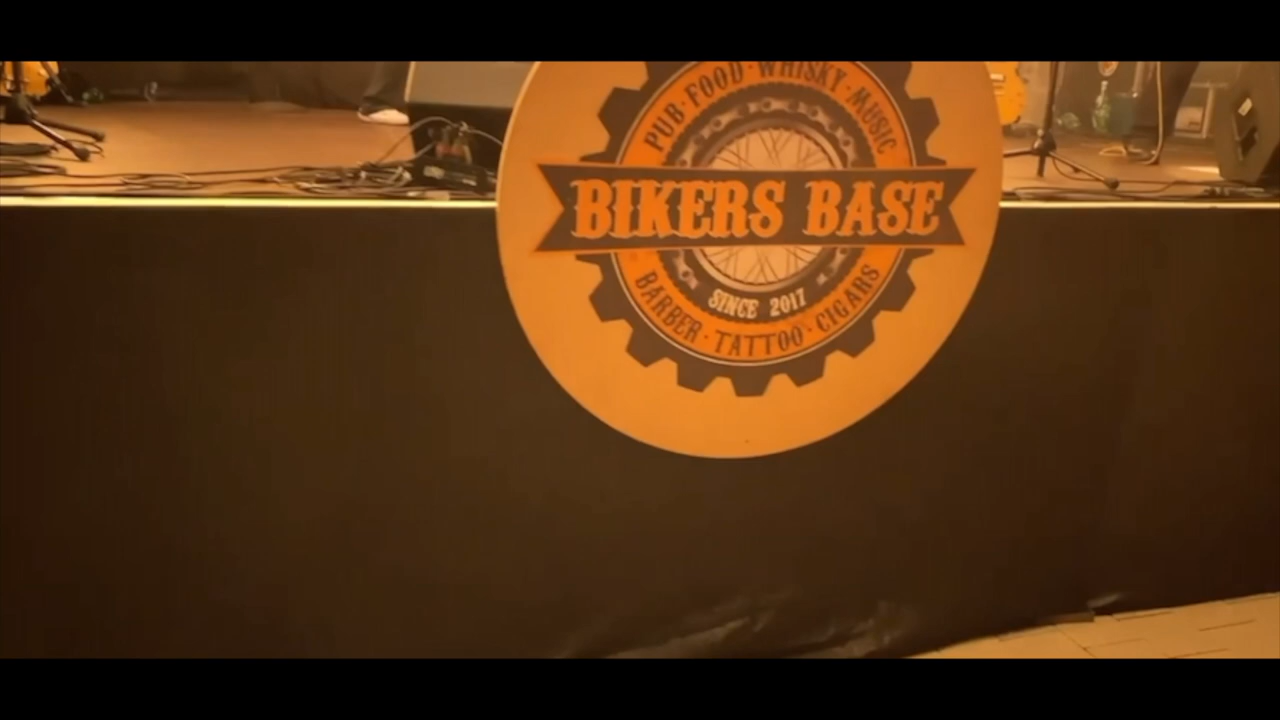 PUB·FOOD·WHISKY·MUSIC
BIKERS BASE
SINCE 2017
BARBER·TATTOO·CIGARS